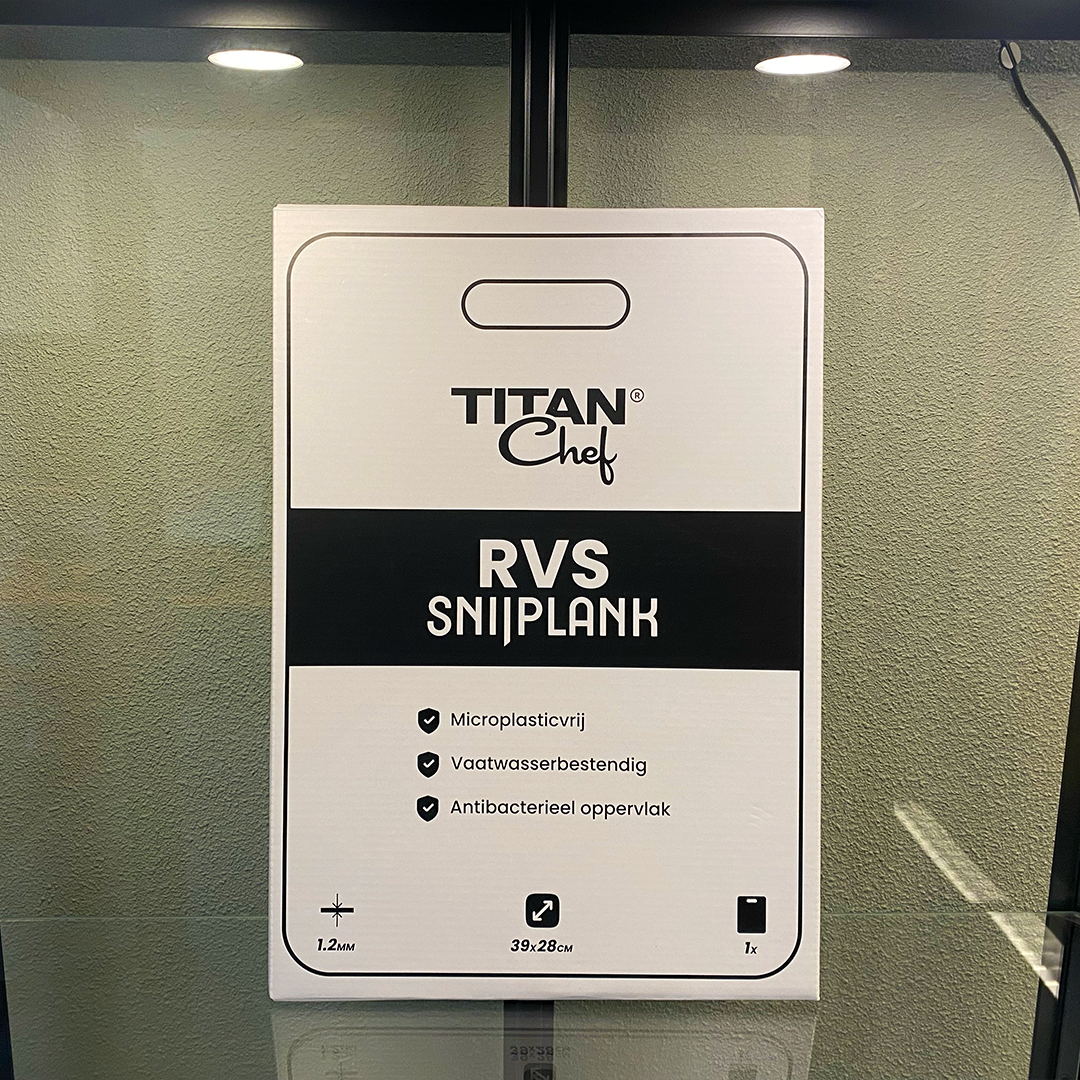 TITAN®
Chef
RVS
SNIJPLANK
Microplasticvrij
Vaatwasserbestendig
Antibacterieel oppervlak
1.2MM
39x28CM
1x